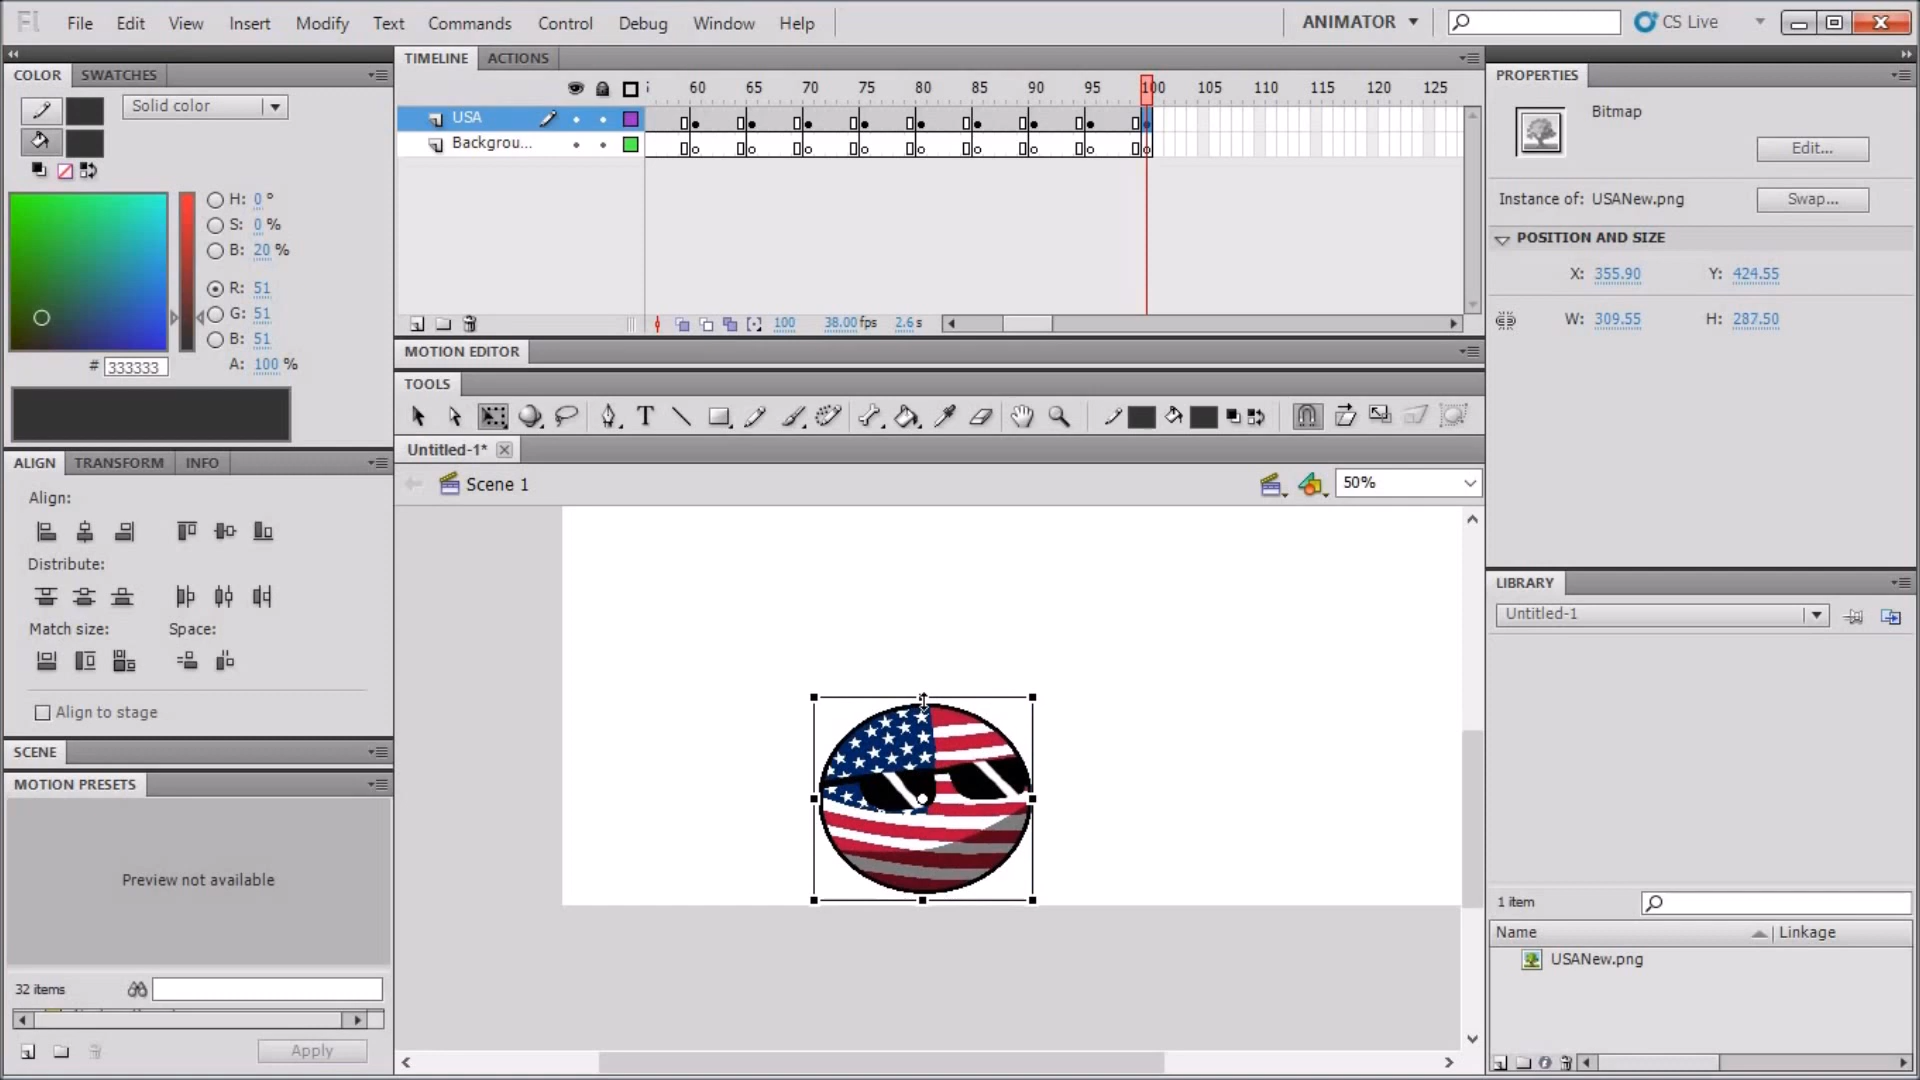 Fl File Edit View Insert Modify Text Commands Control Debug Window Help ANIMATOR CS Live
COLOR SWATCHES
Solid color
H: 0 °
S: 0 %
B: 20 %
R: 51
G: 51
B: 51
# 333333 A: 100 %
ALIGN TRANSFORM INFO
Align:
Distribute:
Match size: Space:
Align to stage
SCENE
MOTION PRESETS
Preview not available
32 items
Apply
TIMELINE ACTIONS
60 65 70 75 80 85 90 95 100 105 110 115 120 125
USA
Backgrou...
100 38.00 fps 2.6 s
MOTION EDITOR
TOOLS
T
Untitled-1*
Scene 1 50%
PROPERTIES
Bitmap
Edit...
Instance of: USANew.png Swap...
POSITION AND SIZE
X: 355.90 Y: 424.55
W: 309.55 H: 287.50
LIBRARY
Untitled-1
1 item
Name Linkage
USANew.png